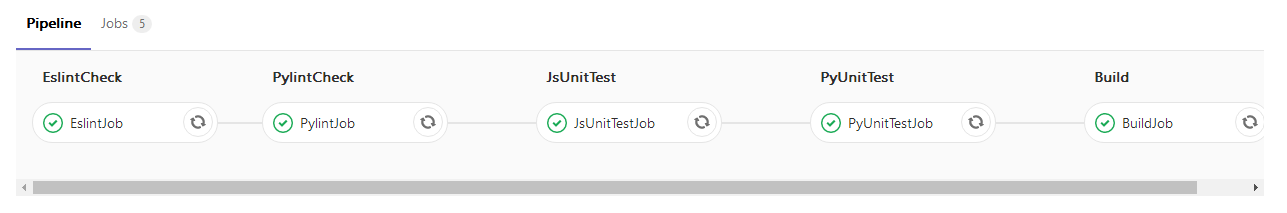 Pipeline Jobs 5
EslintCheck PylintCheck JsUnitTest PyUnitTest Build
EslintJob PylintJob JsUnitTestJob PyUnitTestJob BuildJob